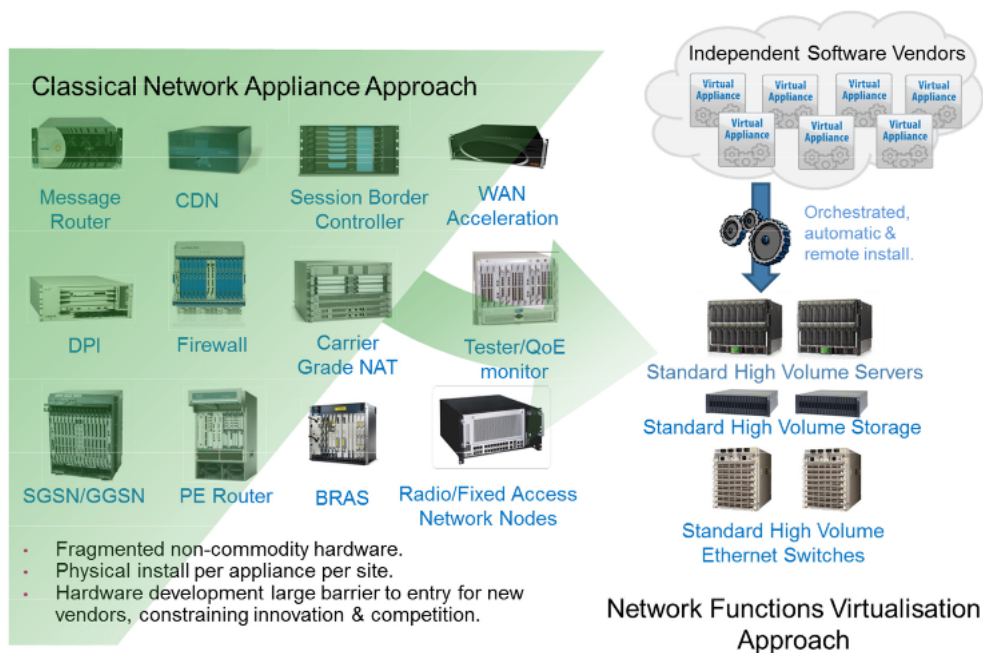 Classical Network Appliance Approach
Message
Router
CDN
Session Border
Controller
WAN
Acceleration
DPI
Firewall
Carrier
Grade NAT
Tester/QoE
monitor
SGSN/GGSN
PE Router
BRAS
Radio/Fixed Access
Network Nodes
• Fragmented non-commodity hardware.
• Physical install per appliance per site.
• Hardware development large barrier to entry for new
vendors, constraining innovation & competition.
Independent Software Vendors
Virtual
Appliance
Virtual
Appliance
Virtual
Appliance
Virtual
Appliance
Virtual
Appliance
Virtual
Appliance
Virtual
Appliance
Orchestrated,
automatic &
remote install.
Standard High Volume Servers
Standard High Volume Storage
Standard High Volume
Ethernet Switches
Network Functions Virtualisation
Approach